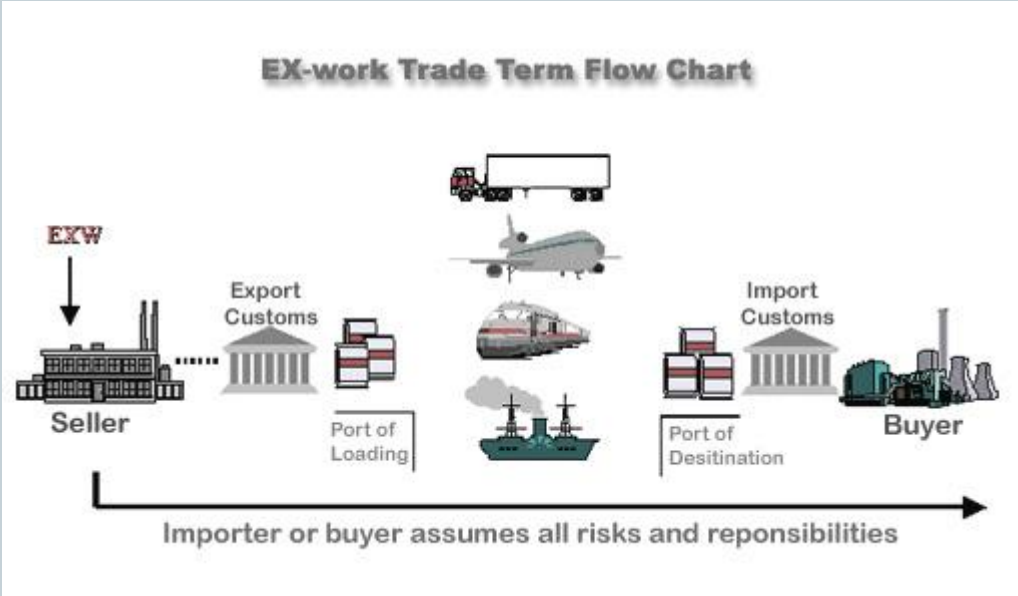 EX-work Trade Term Flow Chart
EXW
Export
Customs
Import
Customs
Seller
Port of
Loading
Port of
Desitination
Buyer
Importer or buyer assumes all risks and reponsibilities